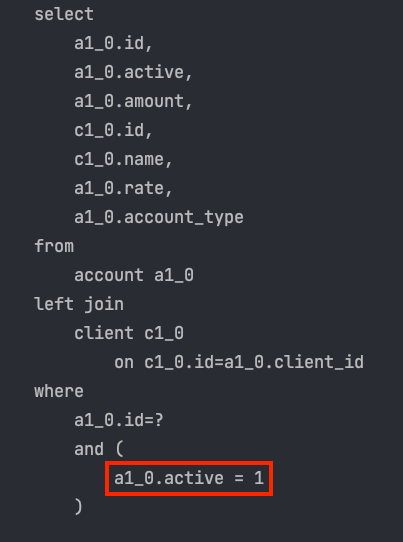 select
a1_0.id,
a1_0.active,
a1_0.amount,
c1_0.id,
c1_0.name,
a1_0.rate,
a1_0.account_type
from
account a1_0
left join
client c1_0
on c1_0.id=a1_0.client_id
where
a1_0.id=?
and (
a1_0.active = 1
)